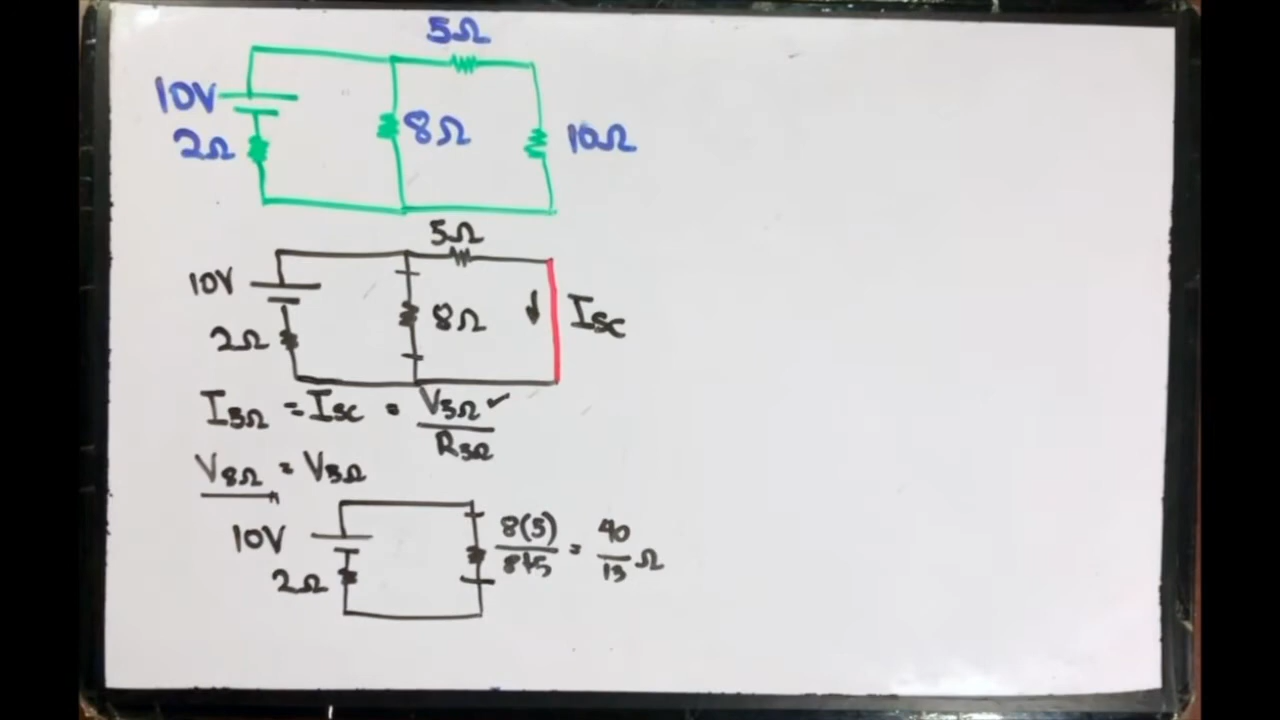 5Ω
10V
2Ω
8Ω
10Ω
5Ω
10V
2Ω
8Ω
Isc
I5Ω = Isc = V5Ω ✓ / R5Ω
V8Ω = V5Ω
10V
2Ω
8(5) / 8+5 = 40 / 13 Ω